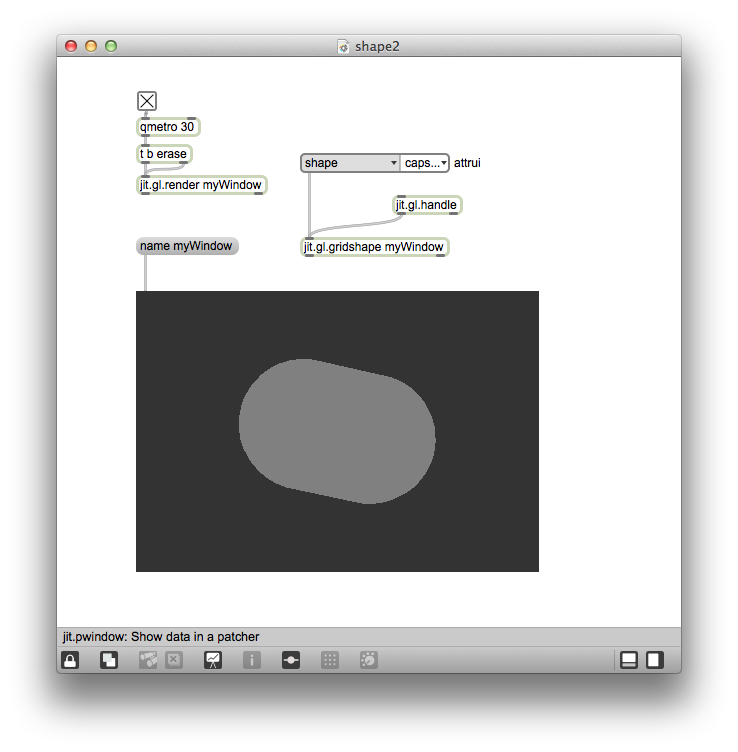 shape2
qmetro 30
t b erase
shape caps... attrui
jit.gl.render myWindow
jit.gl.handle
name myWindow
jit.gl.gridshape myWindow
jit.pwindow: Show data in a patcher